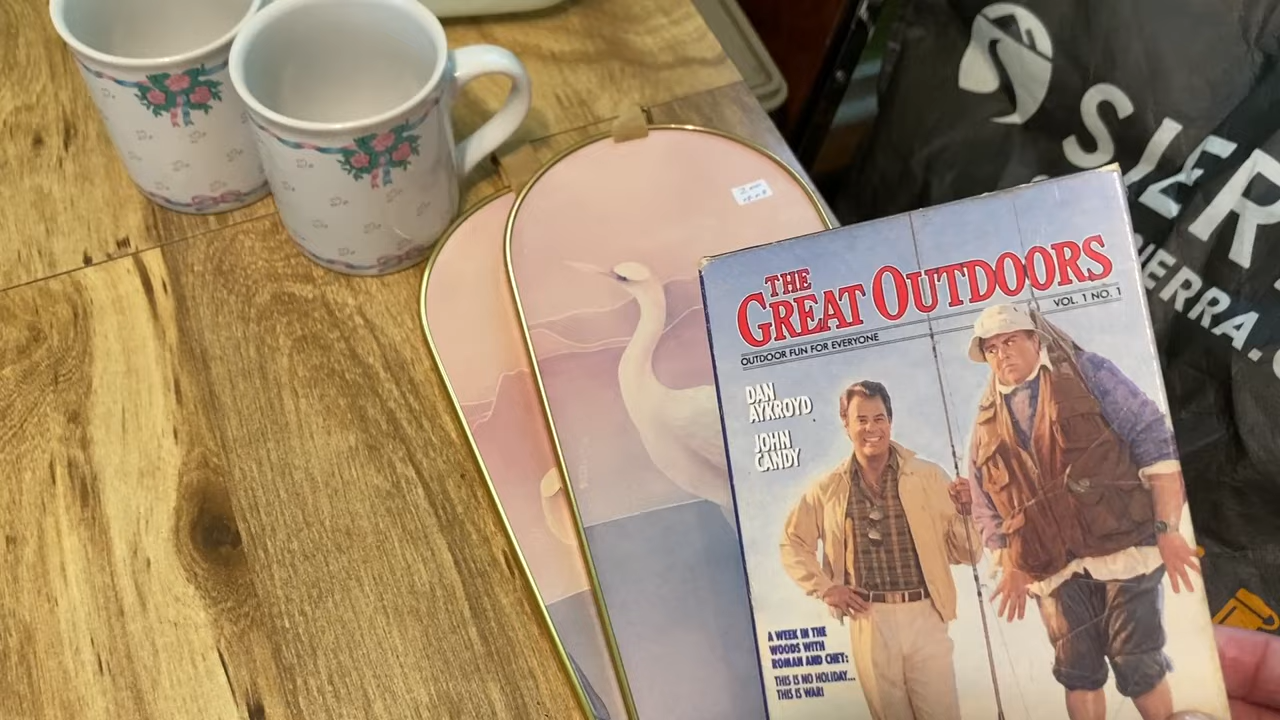 SIER
IERRA.
THE
GREAT OUTDOORS
VOL. 1 NO. 1
OUTDOOR FUN FOR EVERYONE
DAN
AYKROYD
JOHN
CANDY
A WEEK IN THE
WOODS WITH
ROMAN AND CHET:
THIS IS NO HOLIDAY...
THIS IS WAR!